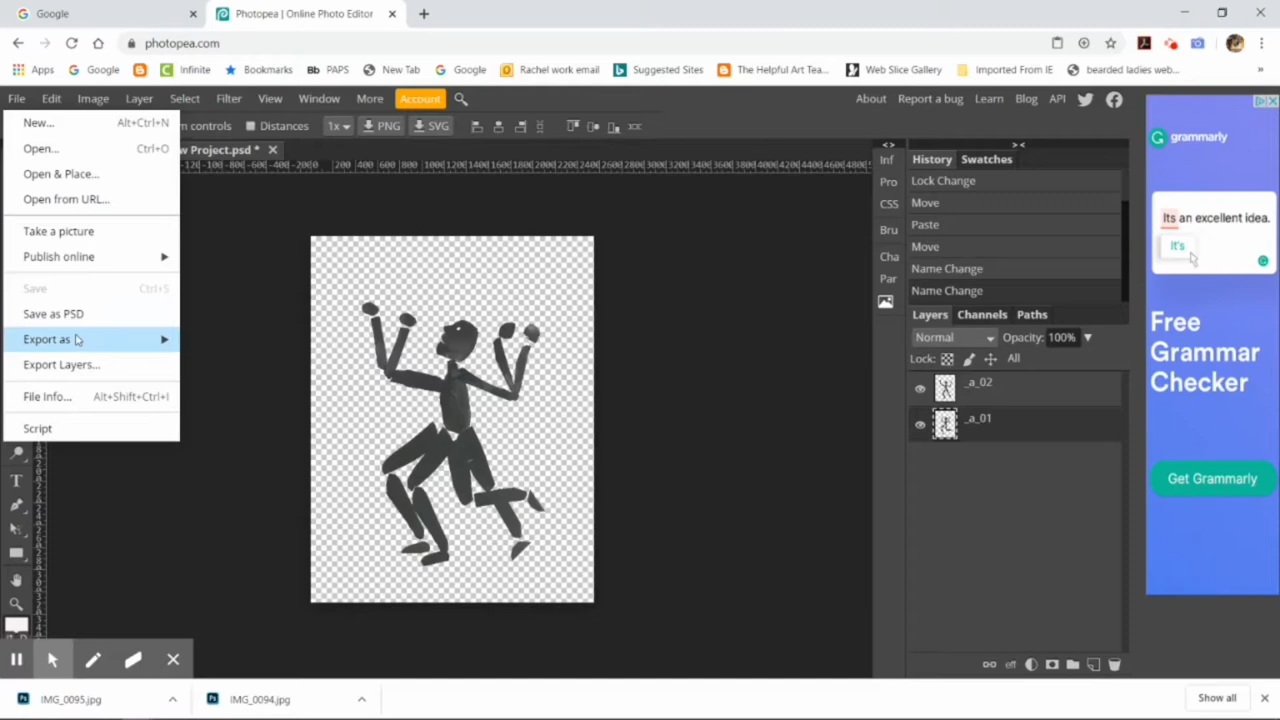 Google
Photopea | Online Photo Editor
photopea.com
Apps
Google
Infinite
Bookmarks
Bb PAPS
New Tab
Google
Rachel work email
Suggested Sites
The Helpful Art Tea...
Web Slice Gallery
Imported From IE
bearded ladies web...
File Edit Image Layer Select Filter View Window More Account
About Report a bug Learn Blog API
m controls Distances 1x PNG SVG
w Project.psd *
New... Alt+Ctrl+N
Open... Ctrl+O
Open & Place...
Open from URL...
Take a picture
Publish online
Save Ctrl+S
Save as PSD
Export as
Export Layers...
File Info... Alt+Shift+Ctrl+I
Script
Inf
Pro
CSS
Bru
Cha
Par
History Swatches
Lock Change
Move
Paste
Move
Name Change
Name Change
Layers Channels Paths
Normal Opacity: 100%
Lock: All
_a_02
_a_01
eff
grammarly
Its an excellent idea.
It's
Free
Grammar
Checker
Get Grammarly
IMG_0095.jpg
IMG_0094.jpg
Show all